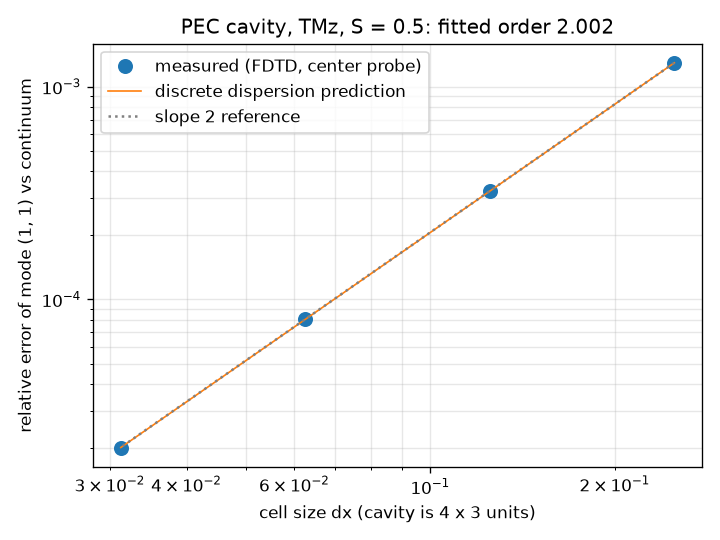 PEC cavity, TMz, S = 0.5: fitted order 2.002
measured (FDTD, center probe)
discrete dispersion prediction
slope 2 reference
relative error of mode (1, 1) vs continuum
10⁻³
10⁻⁴
3 × 10⁻² 4 × 10⁻² 6 × 10⁻² 10⁻¹ 2 × 10⁻¹
cell size dx (cavity is 4 x 3 units)